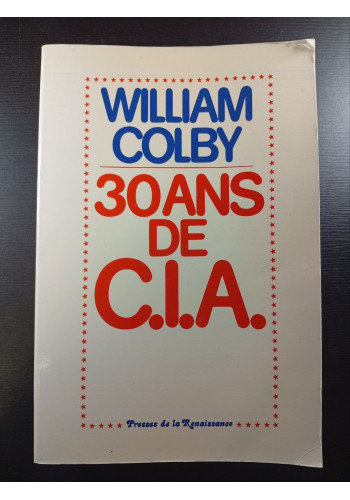 WILLIAM
COLBY
30 ANS
DE
C.I.A.
Presses de la Renaissance